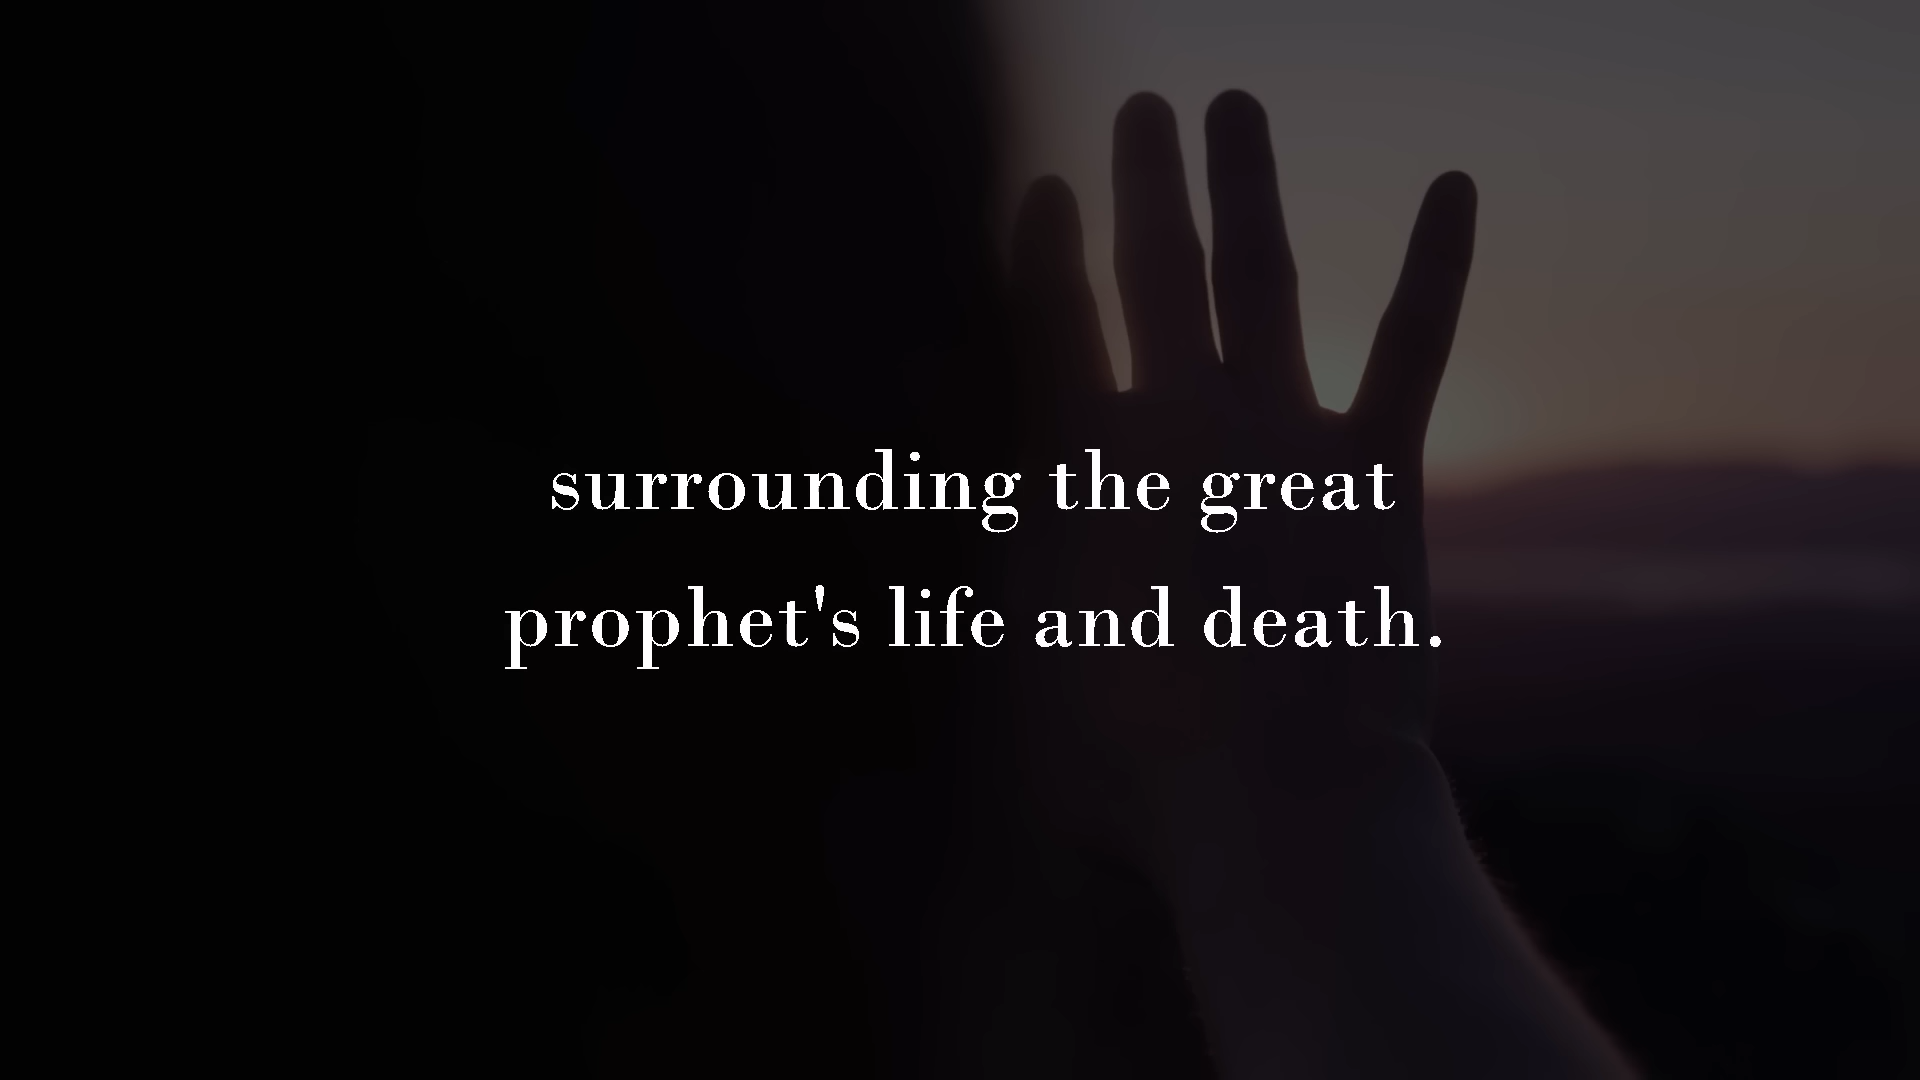 surrounding the great
prophet's life and death.